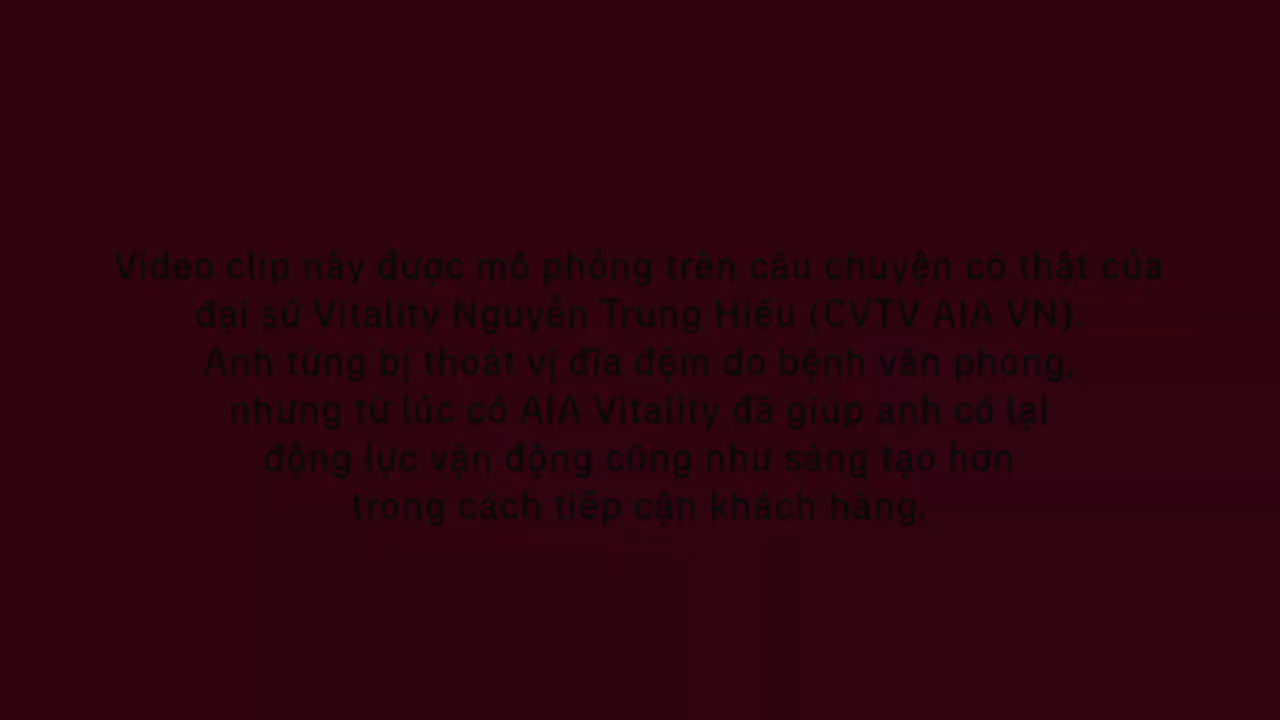 Video clip này được mô phỏng trên câu chuyện có thật của
đại sứ Vitality Nguyễn Trung Hiếu (CVTV AIA VN).
Anh từng bị thoát vị đĩa đệm do bệnh văn phòng,
nhưng từ lúc có AIA Vitality đã giúp anh có lại
động lực vận động cũng như sáng tạo hơn
trong cách tiếp cận khách hàng.